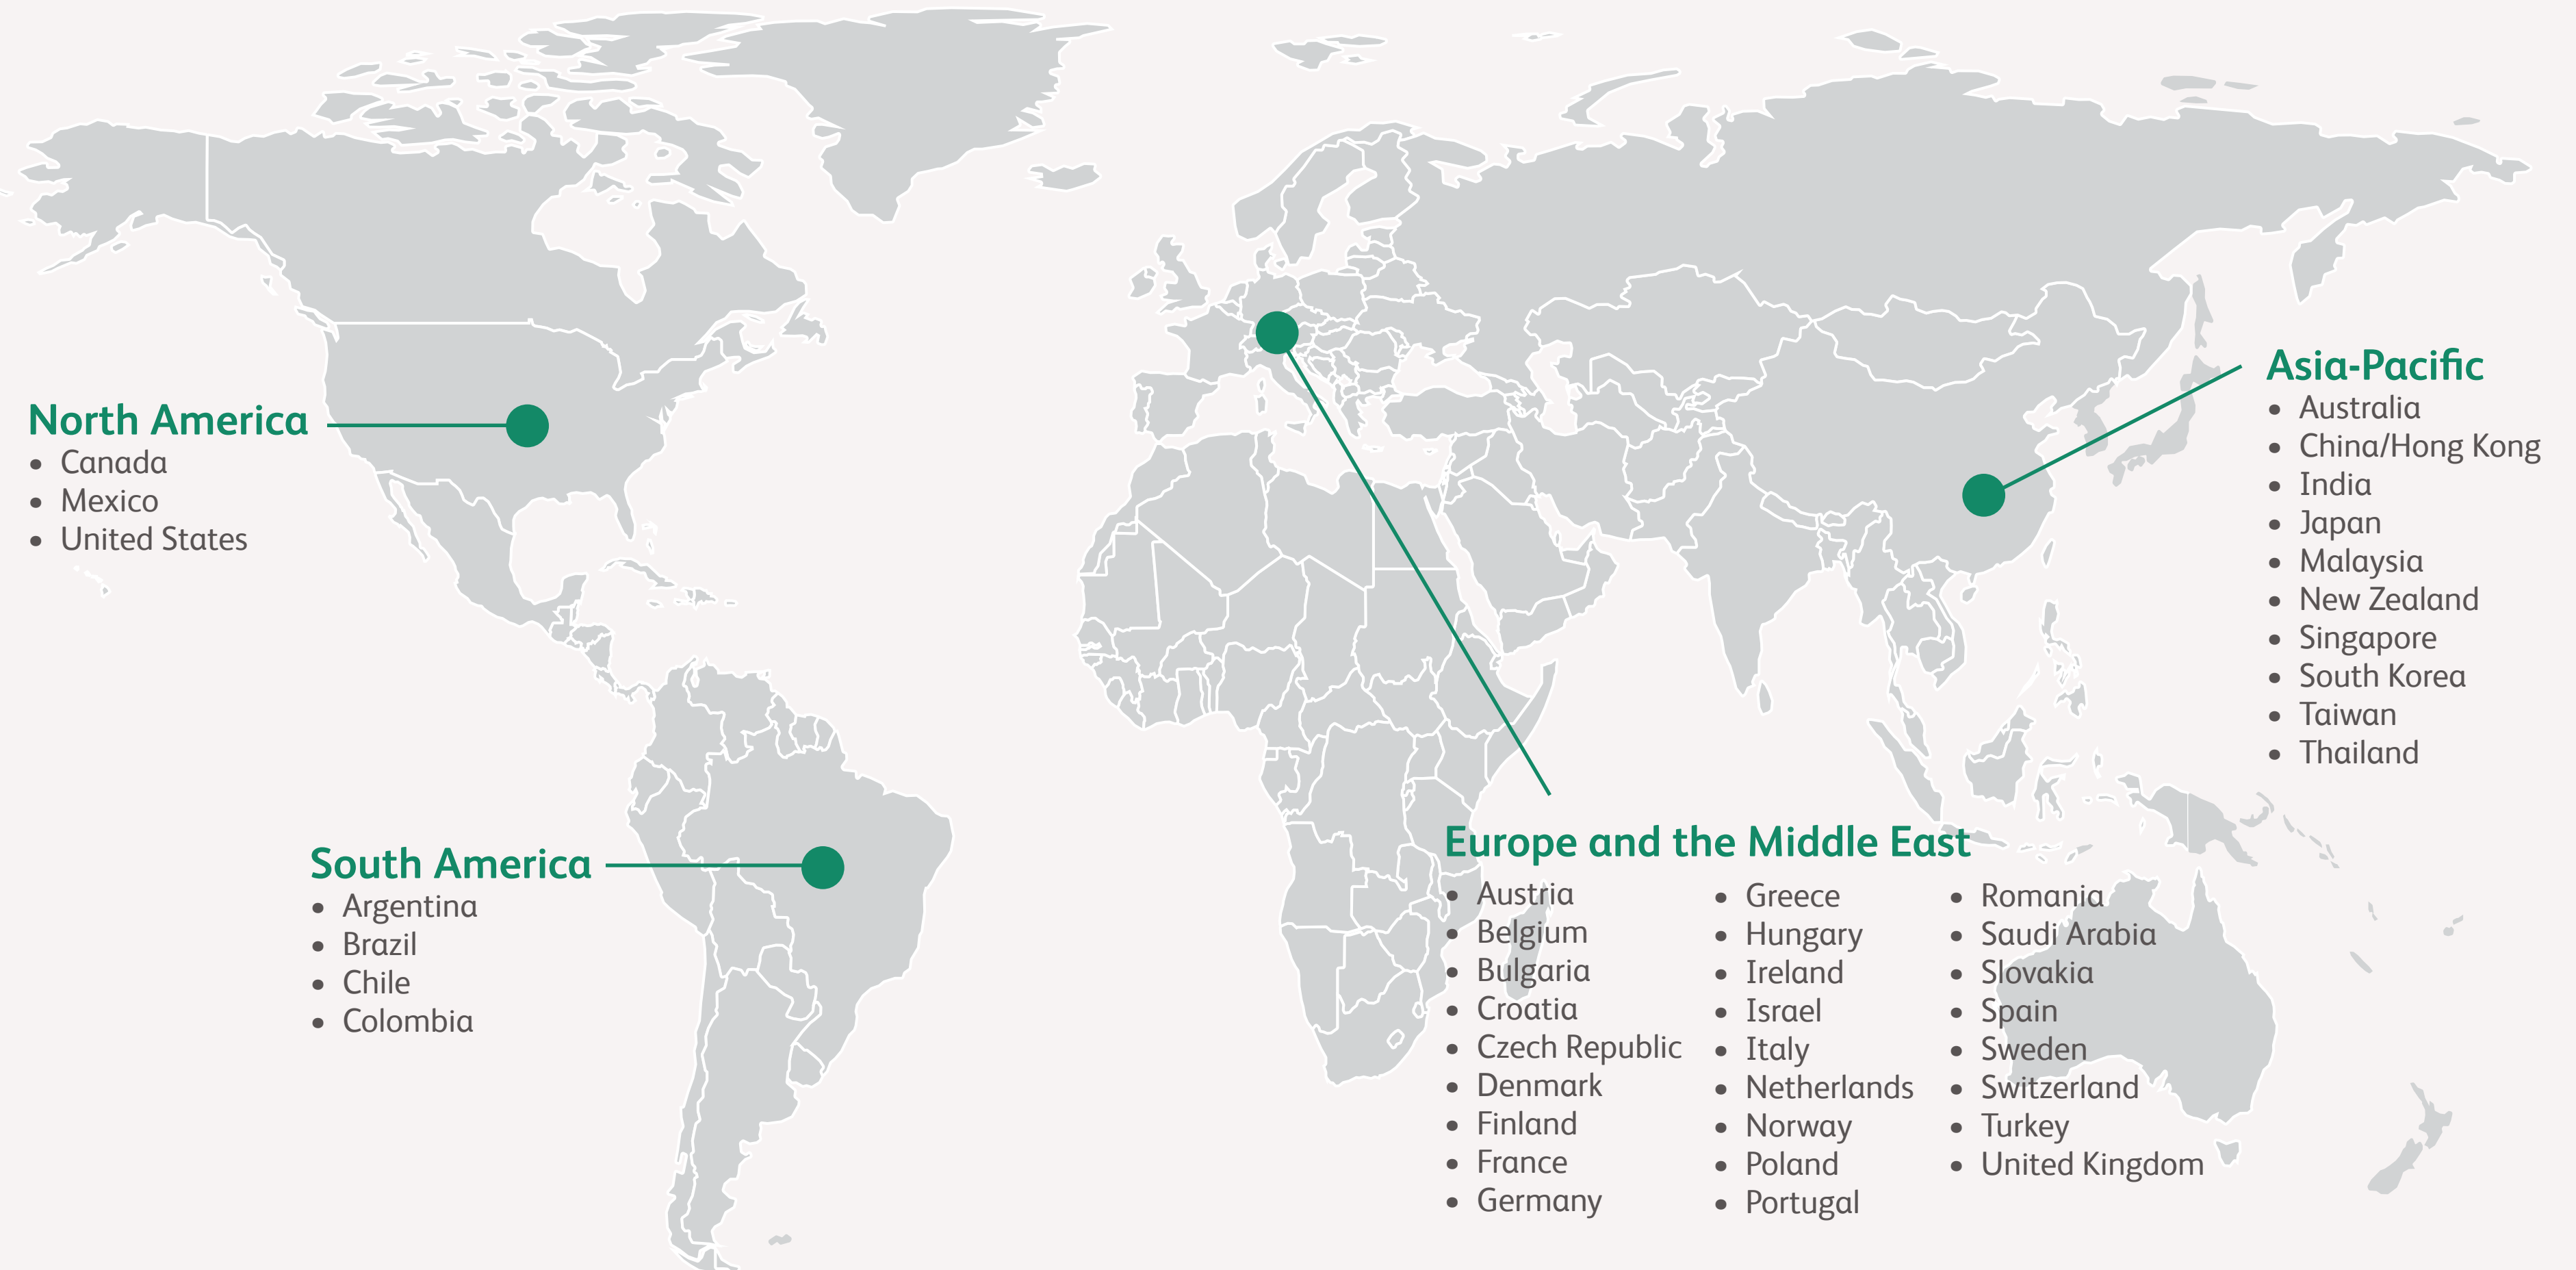 North America
• Canada
• Mexico
• United States
South America
• Argentina
• Brazil
• Chile
• Colombia
Europe and the Middle East
• Austria
• Belgium
• Bulgaria
• Croatia
• Czech Republic
• Denmark
• Finland
• France
• Germany
• Greece
• Hungary
• Ireland
• Israel
• Italy
• Netherlands
• Norway
• Poland
• Portugal
• Romania
• Saudi Arabia
• Slovakia
• Spain
• Sweden
• Switzerland
• Turkey
• United Kingdom
Asia-Pacific
• Australia
• China/Hong Kong
• India
• Japan
• Malaysia
• New Zealand
• Singapore
• South Korea
• Taiwan
• Thailand